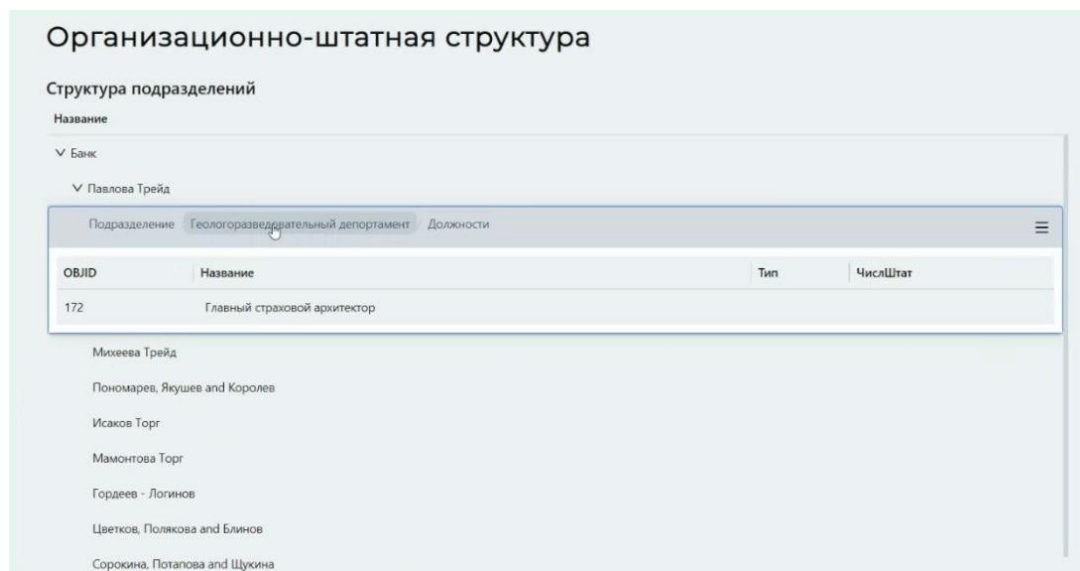 Организационно-штатная структура
Структура подразделений
Название
Банк
Павлова Трейд
Подразделение Геологоразведовательный депортамент Должности
OBJID Название Тип ЧислШтат
172 Главный страховой архитектор
Михеева Трейд
Пономарев, Якушев and Королев
Исаков Торг
Мамонтова Торг
Гордеев - Логинов
Цветков, Полякова and Блинов
Сорокина, Потапова and Щукина